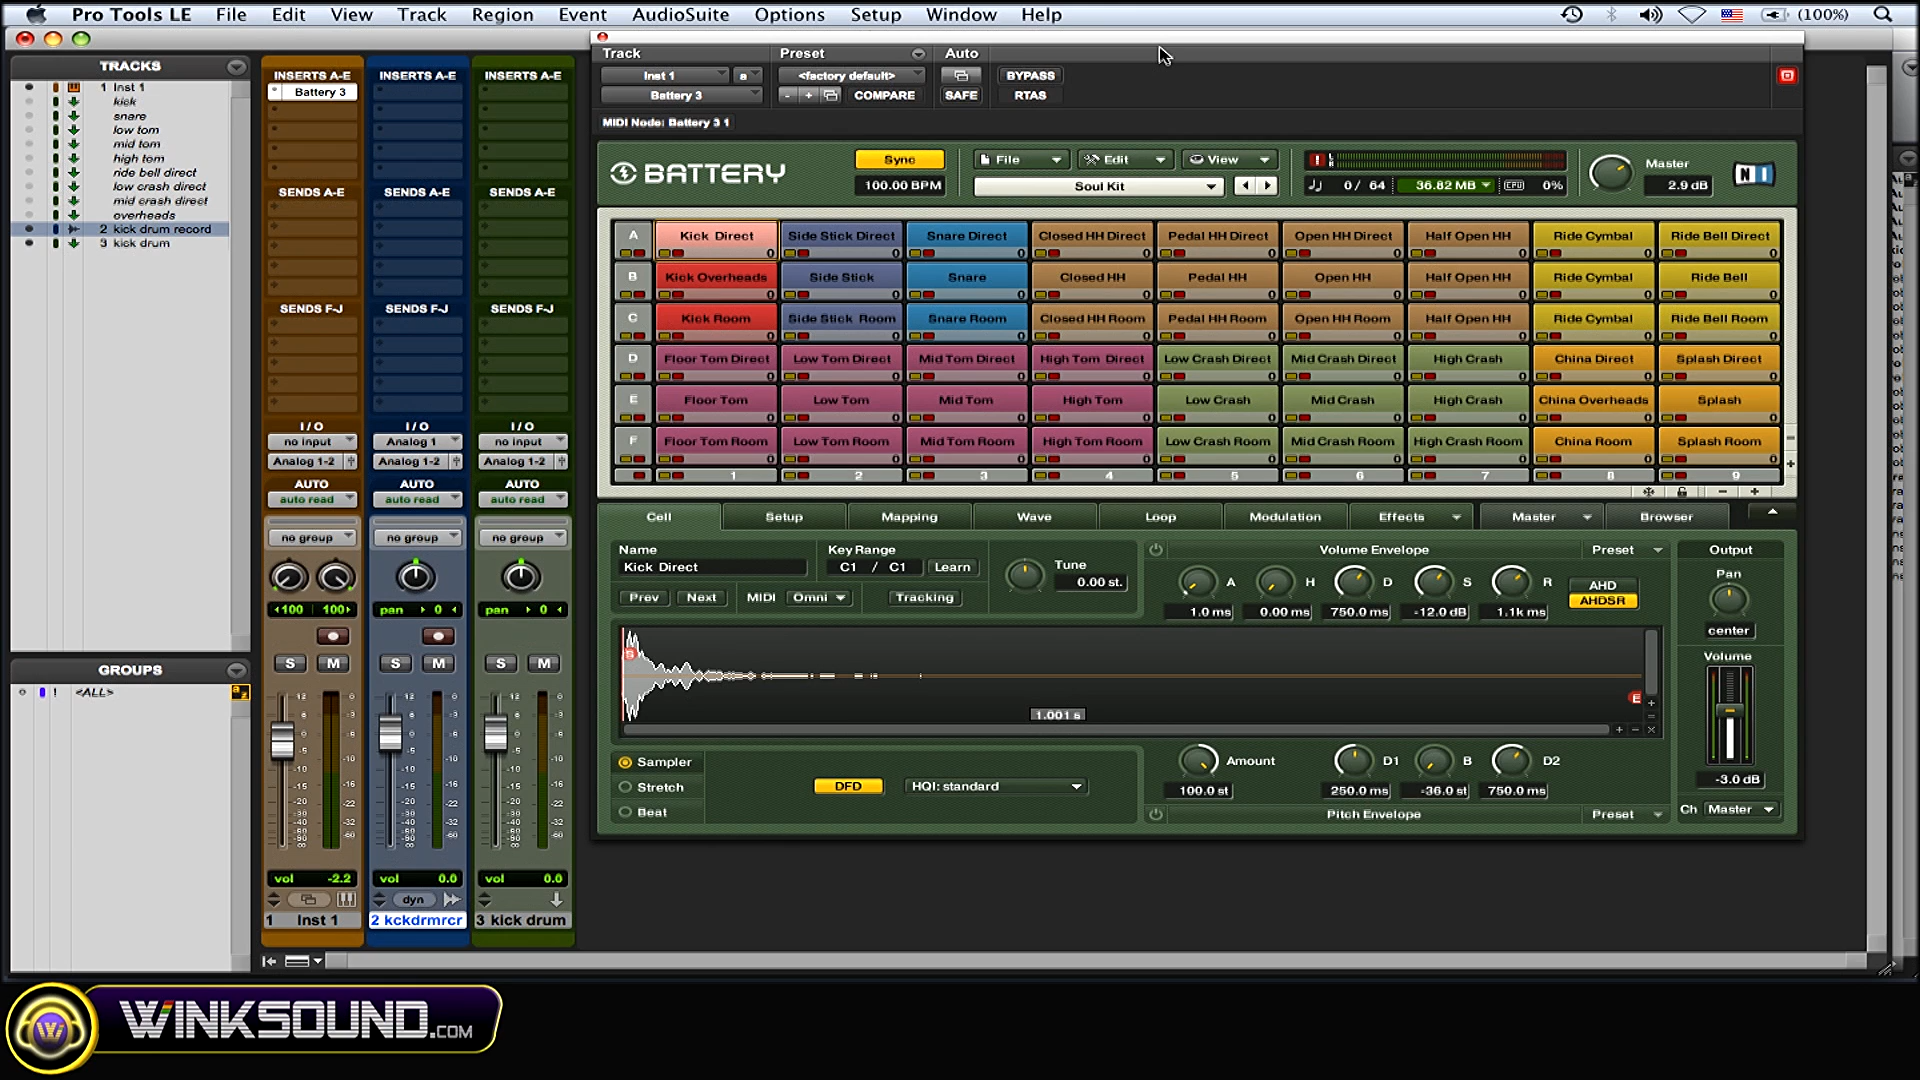 Pro Tools LE File Edit View Track Region Event AudioSuite Options Setup Window Help (100%)
TRACKS
1 Inst 1
kick
snare
low tom
mid tom
high tom
ride bell direct
low crash direct
mid crash direct
overheads
2 kick drum record
3 kick drum
GROUPS
! <ALL>
INSERTS A-E INSERTS A-E INSERTS A-E
Battery 3
SENDS A-E SENDS A-E SENDS A-E
SENDS F-J SENDS F-J SENDS F-J
I/O I/O I/O
no input Analog 1 no input
Analog 1-2 Analog 1-2 Analog 1-2
AUTO AUTO AUTO
auto read auto read auto read
no group no group no group
100 100 pan 0 pan 0
S M S M S M
vol -2.2 vol 0.0 vol 0.0
dyn
1 Inst 1 2 kckdrmrcr 3 kick drum
Track Preset Auto
Inst 1 a <factory default> BYPASS
Battery 3 - + COMPARE SAFE RTAS
MIDI Node: Battery 3 1
BATTERY
Sync File Edit View
100.00 BPM Soul Kit 0 / 64 36.82 MB CPU 0%
Master
2.9 dB
NI
A Kick Direct Side Stick Direct Snare Direct Closed HH Direct Pedal HH Direct Open HH Direct Half Open HH Ride Cymbal Ride Bell Direct
B Kick Overheads Side Stick Snare Closed HH Pedal HH Open HH Half Open HH Ride Cymbal Ride Bell
C Kick Room Side Stick Room Snare Room Closed HH Room Pedal HH Room Open HH Room Half Open HH Ride Cymbal Ride Bell Room
D Floor Tom Direct Low Tom Direct Mid Tom Direct High Tom Direct Low Crash Direct Mid Crash Direct High Crash China Direct Splash Direct
E Floor Tom Low Tom Mid Tom High Tom Low Crash Mid Crash High Crash China Overheads Splash
F Floor Tom Room Low Tom Room Mid Tom Room High Tom Room Low Crash Room Mid Crash Room High Crash Room China Room Splash Room
1 2 3 4 5 6 7 8 9
Cell Setup Mapping Wave Loop Modulation Effects Master Browser
Name Key Range
Kick Direct C1 / C1 Learn
Prev Next MIDI Omni Tracking
Tune
0.00 st.
Volume Envelope Preset
A H D S R AHD
1.0 ms 0.00 ms 750.0 ms -12.0 dB 1.1k ms AHDSR
Output
Pan
center
Volume
-3.0 dB
Ch Master
S
E
1.001 s
Sampler
Stretch
Beat
DFD HQI: standard
Amount D1 B D2
100.0 st 250.0 ms -36.0 st 750.0 ms
Pitch Envelope Preset
WINKSOUND.COM